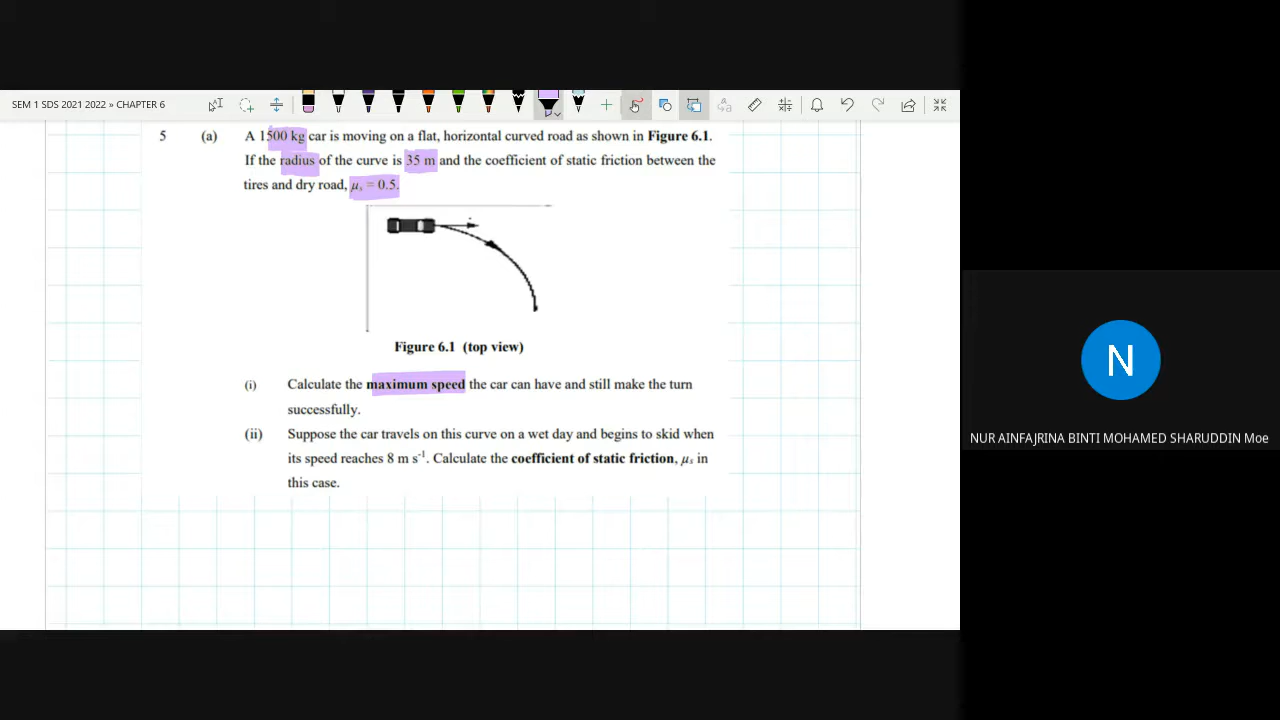 SEM 1 SDS 2021 2022 » CHAPTER 6
5 (a) A 1500 kg car is moving on a flat, horizontal curved road as shown in Figure 6.1.
If the radius of the curve is 35 m and the coefficient of static friction between the
tires and dry road, μs = 0.5.
Figure 6.1 (top view)
(i) Calculate the maximum speed the car can have and still make the turn
successfully.
(ii) Suppose the car travels on this curve on a wet day and begins to skid when
its speed reaches 8 m s⁻¹. Calculate the coefficient of static friction, μs in
this case.
N
NUR AINFAJRINA BINTI MOHAMED SHARUDDIN Moe